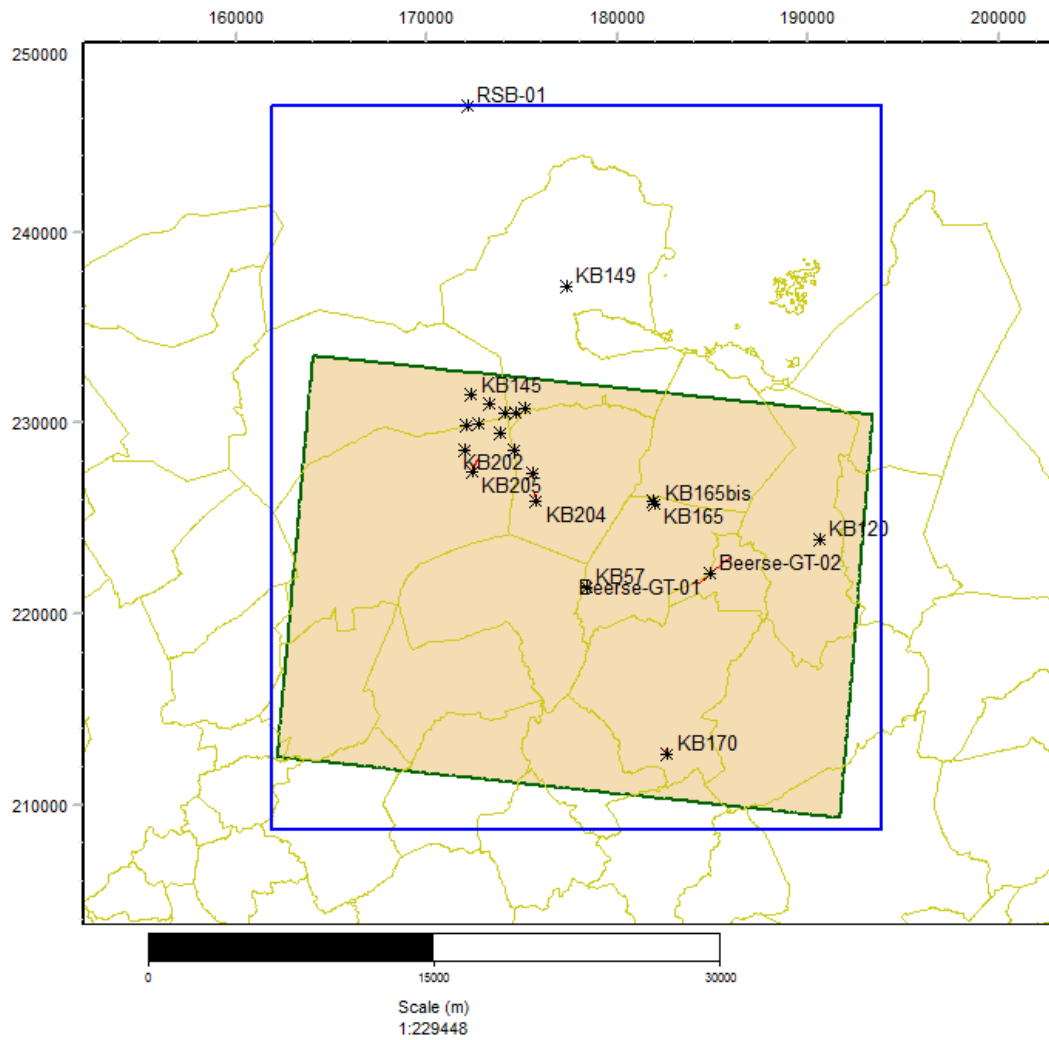 160000 170000 180000 190000 200000
250000
RSB-01
240000
KB149
KB145
230000
KB202
KB205
KB165bis
KB204
KB165
KB120
Beerse-GT-02
KB57
Beerse-GT-01
220000
KB170
210000
0 15000 30000
Scale (m)
1:229448